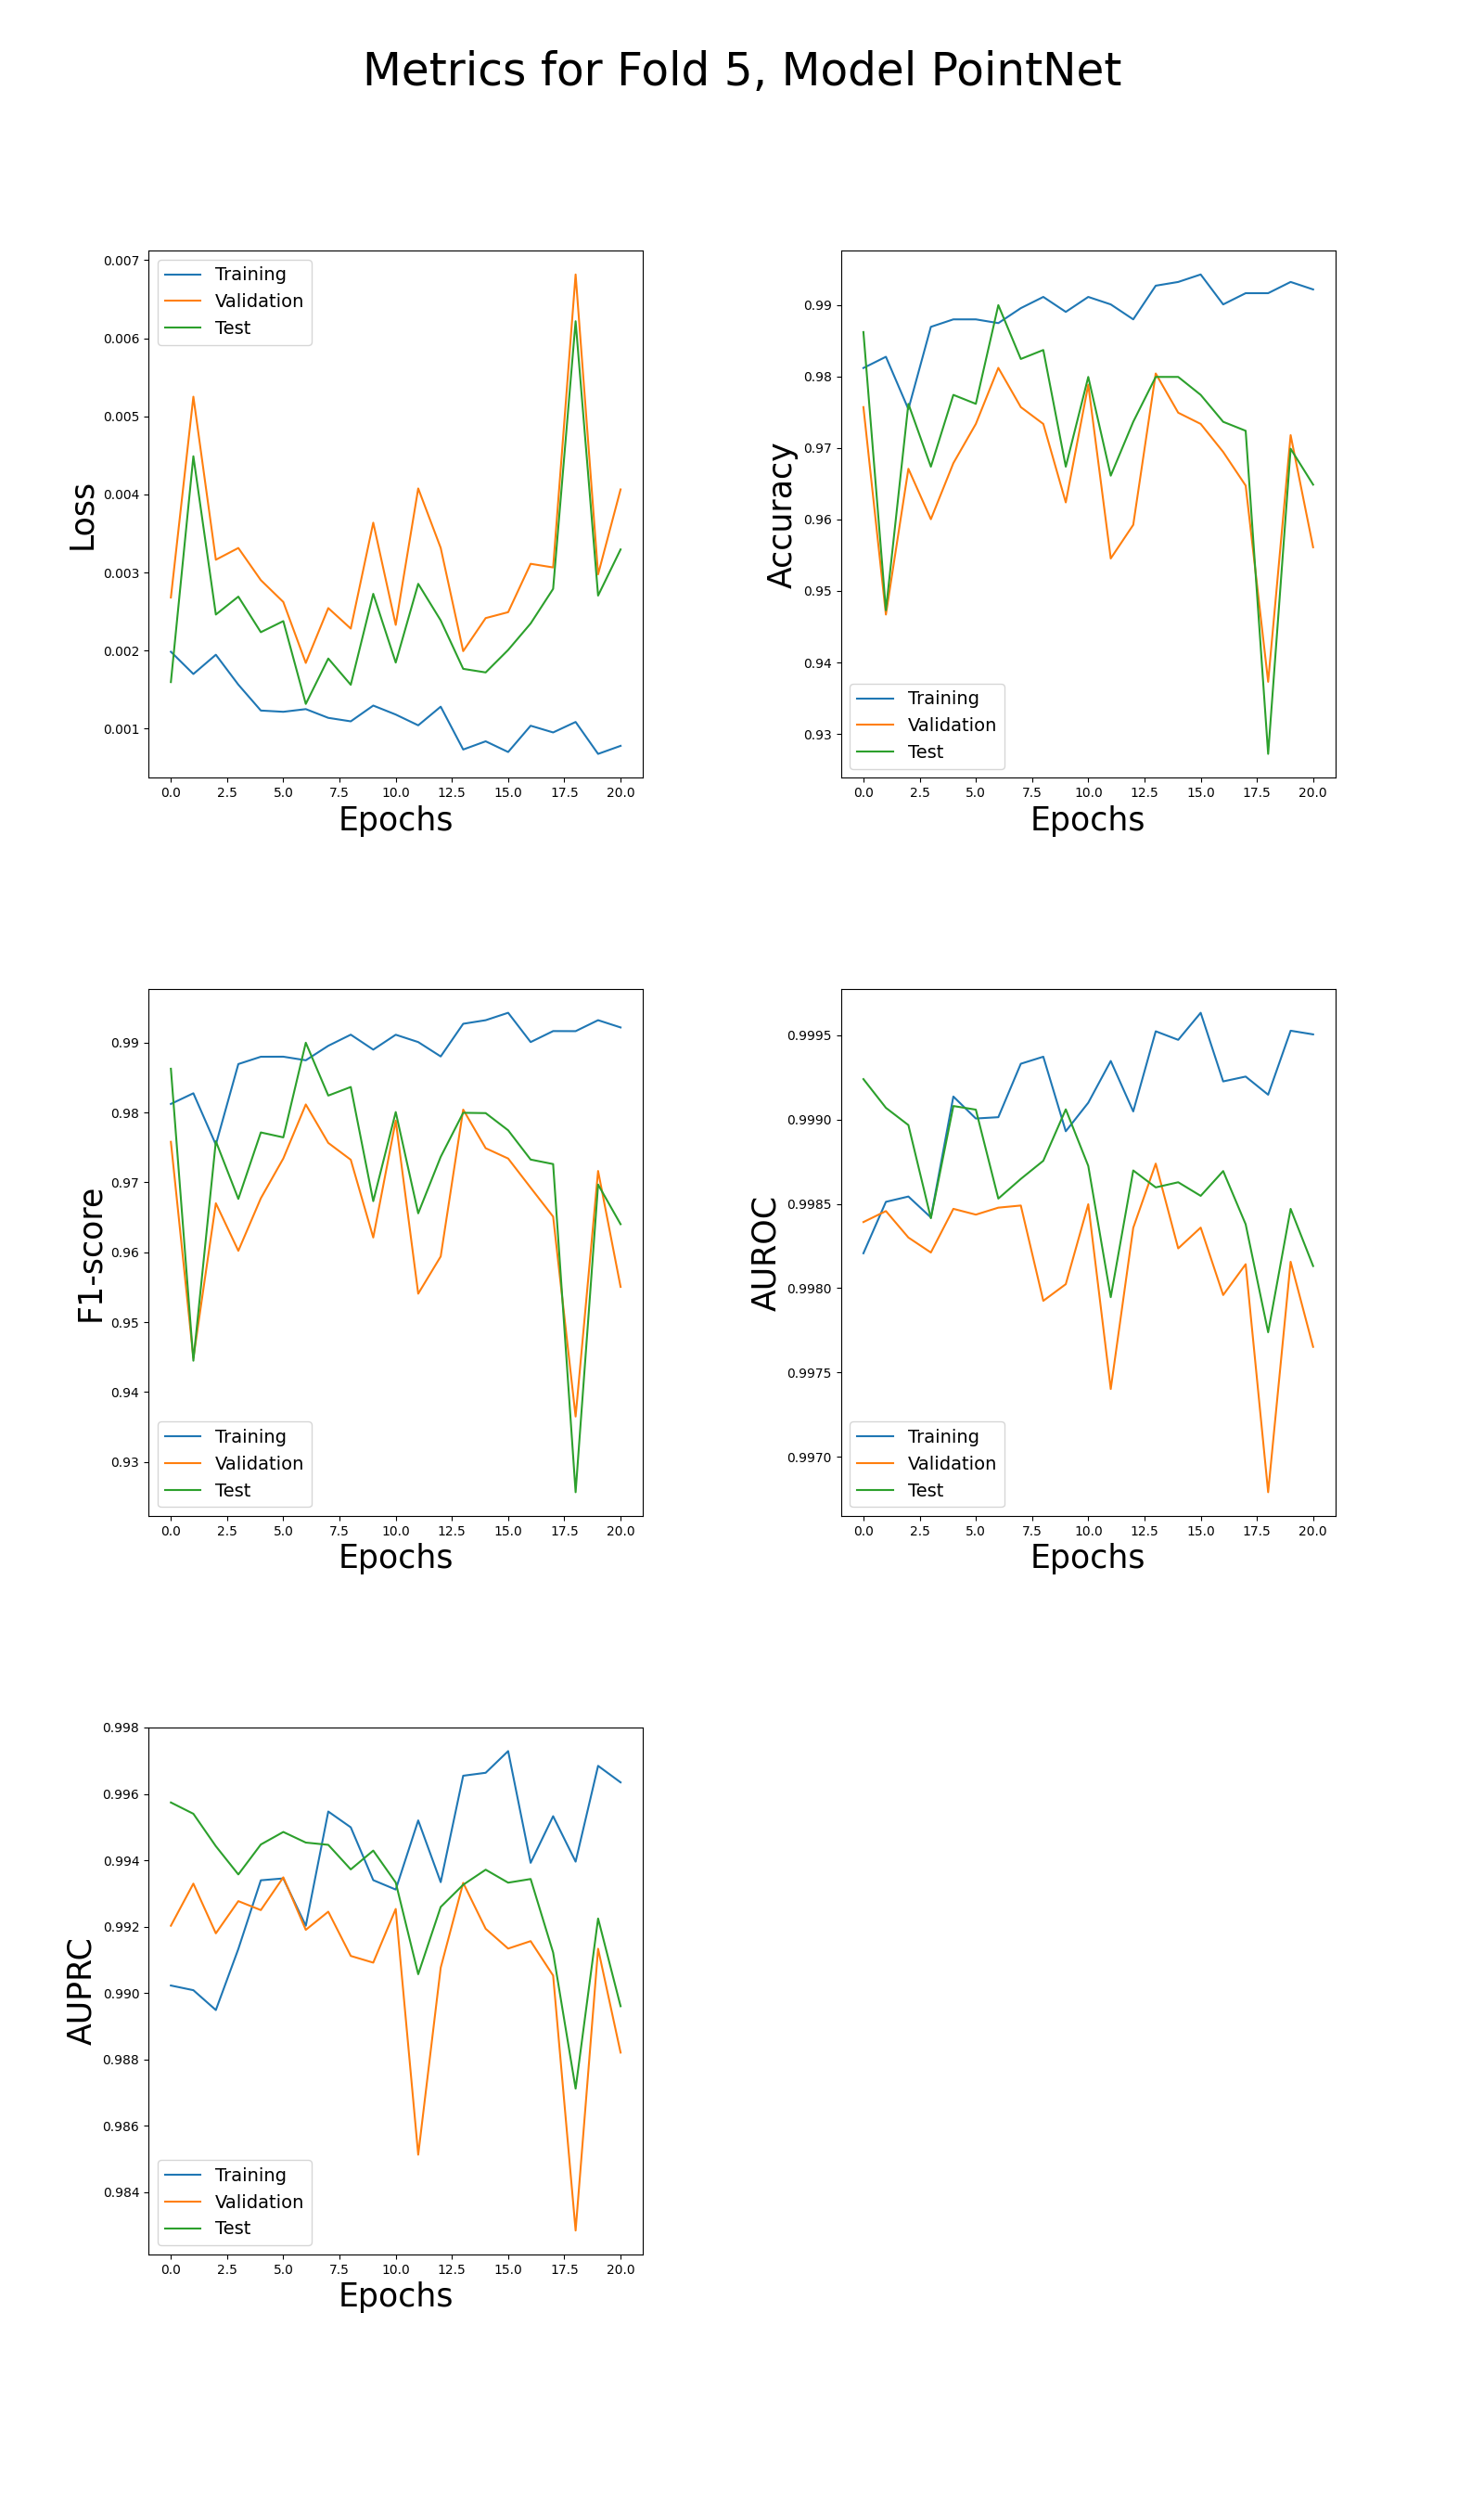 Metrics for Fold 5, Model PointNet
Loss
0.007
0.006
0.005
0.004
0.003
0.002
0.001
Training
Validation
Test
0.0 2.5 5.0 7.5 10.0 12.5 15.0 17.5 20.0
Epochs
Accuracy
0.99
0.98
0.97
0.96
0.95
0.94
0.93
Training
Validation
Test
0.0 2.5 5.0 7.5 10.0 12.5 15.0 17.5 20.0
Epochs
F1-score
0.99
0.98
0.97
0.96
0.95
0.94
0.93
Training
Validation
Test
0.0 2.5 5.0 7.5 10.0 12.5 15.0 17.5 20.0
Epochs
AUROC
0.9995
0.9990
0.9985
0.9980
0.9975
0.9970
Training
Validation
Test
0.0 2.5 5.0 7.5 10.0 12.5 15.0 17.5 20.0
Epochs
AUPRC
0.998
0.996
0.994
0.992
0.990
0.988
0.986
0.984
Training
Validation
Test
0.0 2.5 5.0 7.5 10.0 12.5 15.0 17.5 20.0
Epochs